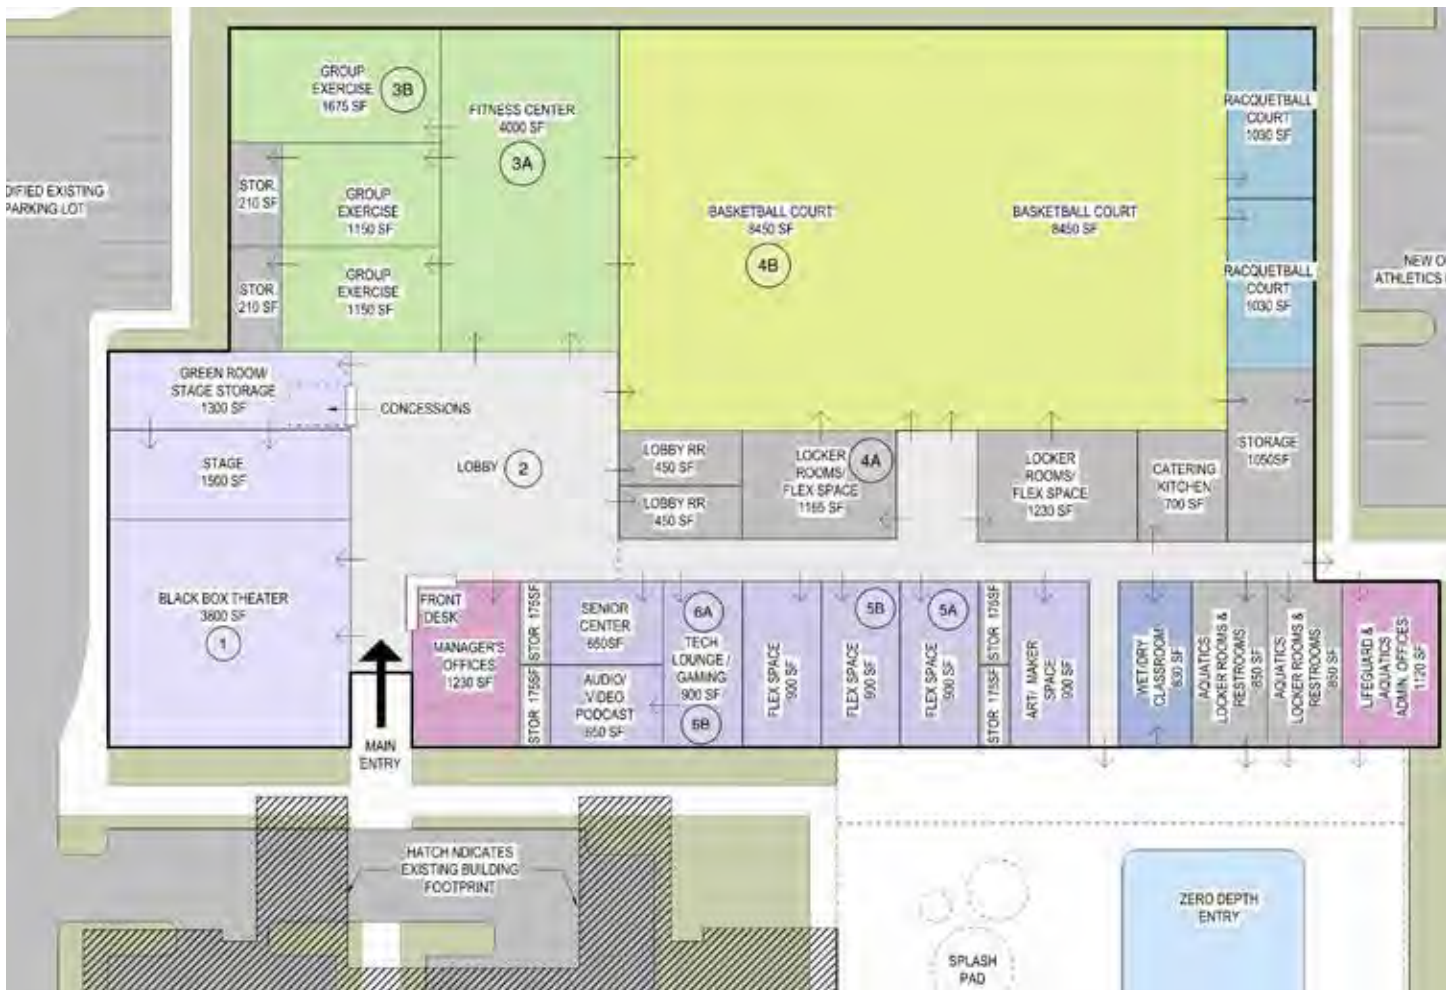 GROUP
EXERCISE
1675 SF
3B
FITNESS CENTER
4000 SF
3A
STOR.
210 SF
GROUP
EXERCISE
1150 SF
STOR.
210 SF
GROUP
EXERCISE
1150 SF
BASKETBALL COURT
8450 SF
4B
BASKETBALL COURT
8450 SF
RACQUETBALL
COURT
1030 SF
RACQUETBALL
COURT
1030 SF
DIFIED EXISTING
PARKING LOT
NEW O
ATHLETICS
GREEN ROOM/
STAGE STORAGE
1300 SF
CONCESSIONS
STAGE
1500 SF
LOBBY
2
LOBBY RR
450 SF
LOBBY RR
450 SF
LOCKER
ROOMS/
FLEX SPACE
1165 SF
4A
LOCKER
ROOMS/
FLEX SPACE
1230 SF
CATERING
KITCHEN
700 SF
STORAGE
1050SF
BLACK BOX THEATER
3800 SF
1
FRONT
DESK
MANAGER'S
OFFICES
1230 SF
STOR 175SF
STOR 175SF
SENIOR
CENTER
650SF
AUDIO/
VIDEO
PODCAST
650 SF
6A
TECH
LOUNGE /
GAMING
900 SF
6B
FLEX SPACE
900 SF
5B
FLEX SPACE
900 SF
5A
FLEX SPACE
900 SF
STOR 175SF
STOR 175SF
ART/ MAKER
SPACE
900 SF
WET/DRY
CLASSROOM
830 SF
AQUATICS
LOCKER ROOMS &
RESTROOMS
850 SF
AQUATICS
LOCKER ROOMS &
RESTROOMS
850 SF
LIFEGUARD &
AQUATICS
ADMIN. OFFICES
1120 SF
MAIN
ENTRY
HATCH INDICATES
EXISTING BUILDING
FOOTPRINT
SPLASH
PAD
ZERO DEPTH
ENTRY